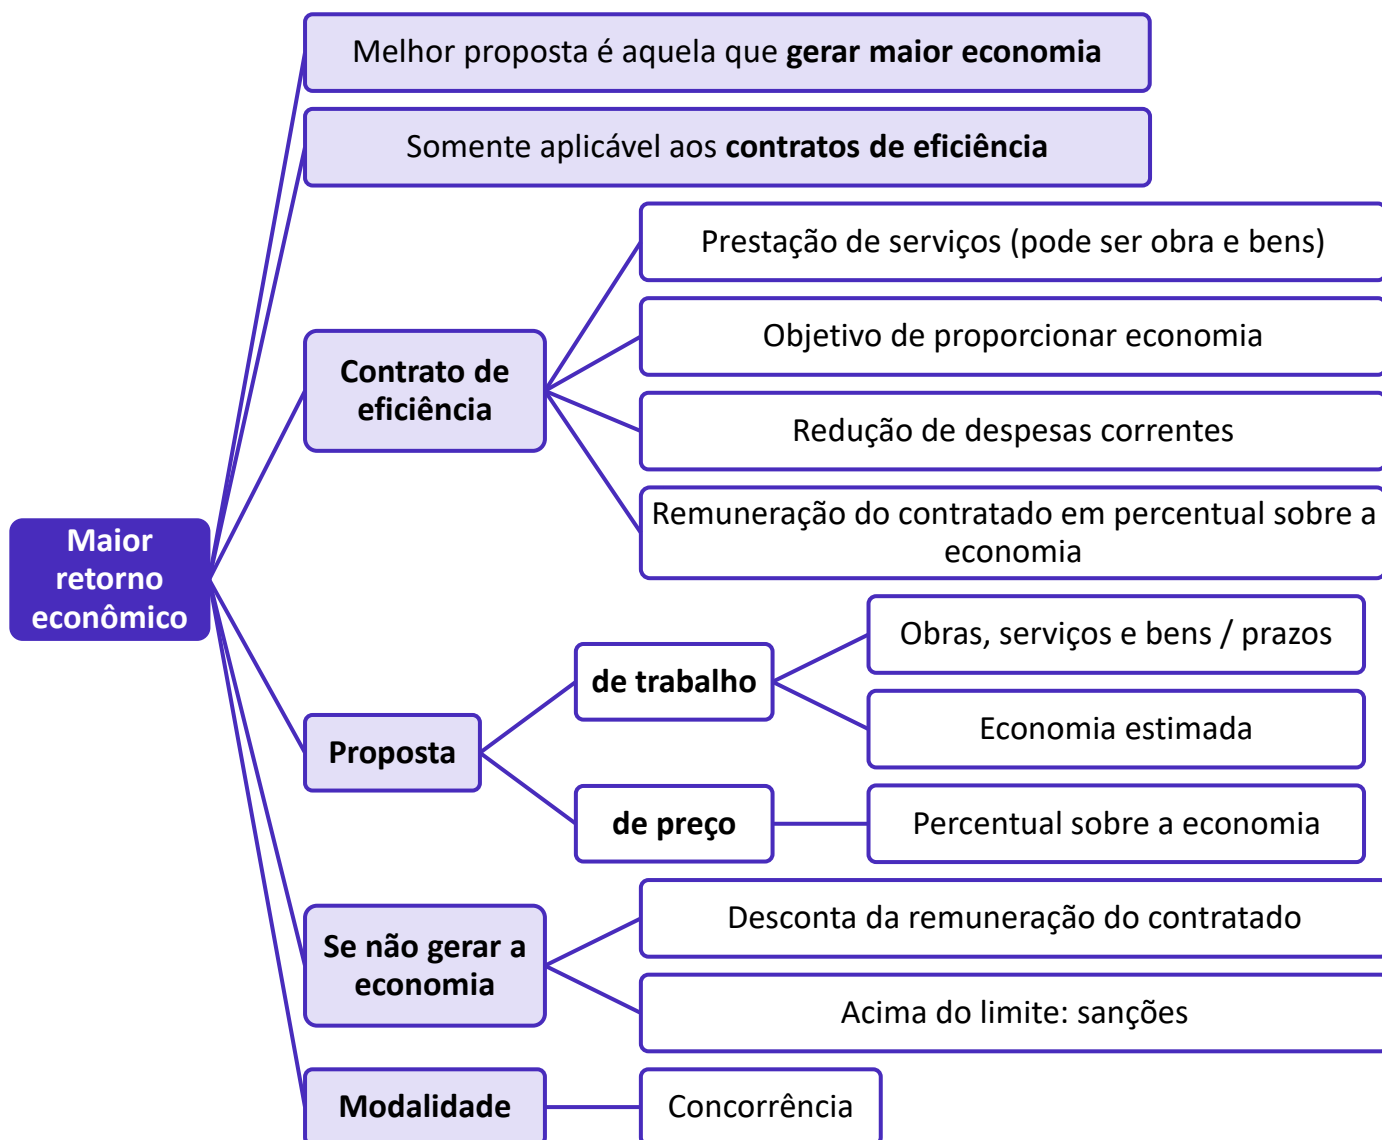 Melhor proposta é aquela que gerar maior economia
Somente aplicável aos contratos de eficiência
Prestação de serviços (pode ser obra e bens)
Objetivo de proporcionar economia
Contrato de
eficiência
Redução de despesas correntes
Remuneração do contratado em percentual sobre a
economia
Maior
retorno
econômico
Obras, serviços e bens / prazos
de trabalho
Economia estimada
Proposta
de preço
Percentual sobre a economia
Desconta da remuneração do contratado
Se não gerar a
economia
Acima do limite: sanções
Modalidade
Concorrência